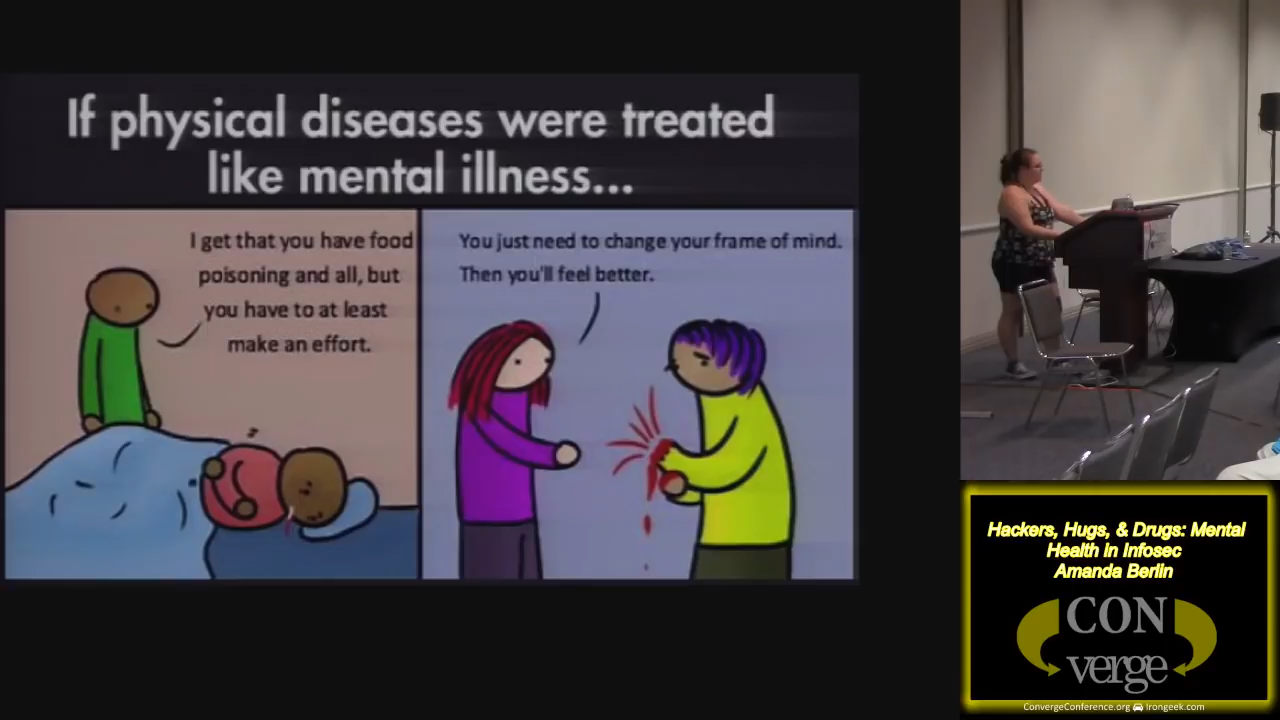 If physical diseases were treated
like mental illness...
I get that you have food
poisoning and all, but
you have to at least
make an effort.
You just need to change your frame of mind.
Then you'll feel better.
Hackers, Hugs, & Drugs: Mental
Health in Infosec
Amanda Berlin
CON
verge
ConvergeConference.org Irongeek.com